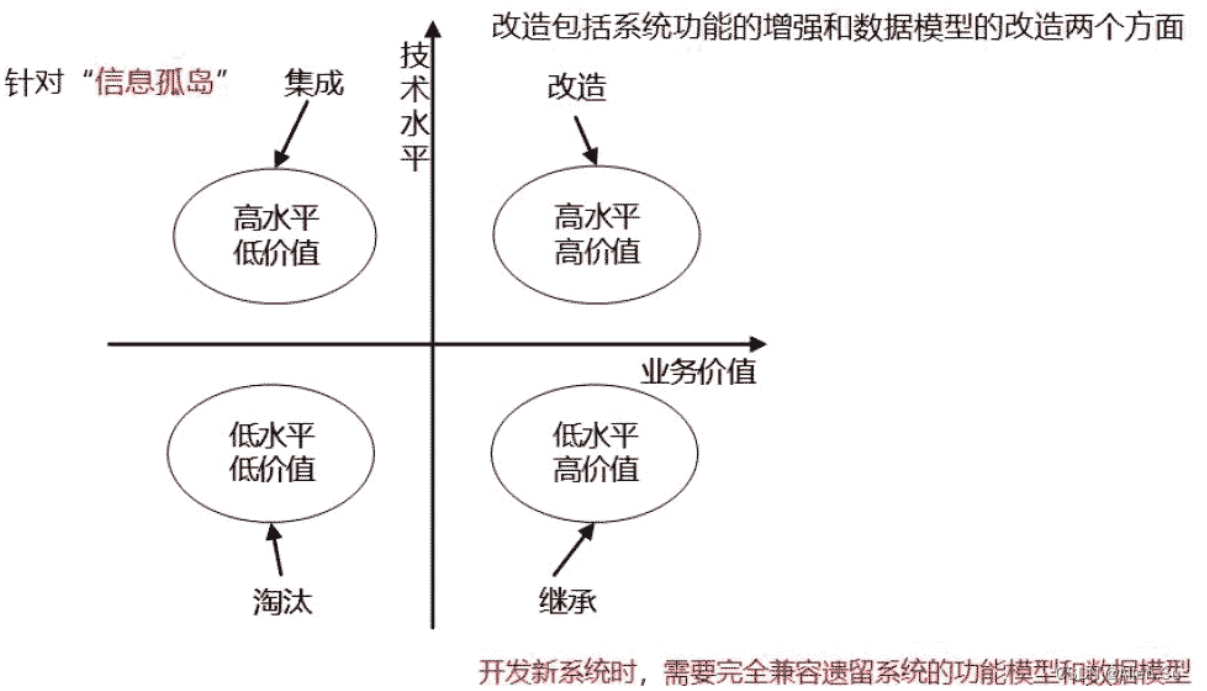 改造包括系统功能的增强和数据模型的改造两个方面
技术水平
针对“信息孤岛”
集成
改造
高水平
低价值
高水平
高价值
业务价值
低水平
低价值
低水平
高价值
淘汰
继承
开发新系统时，需要完全兼容遗留系统的功能模型和数据模型